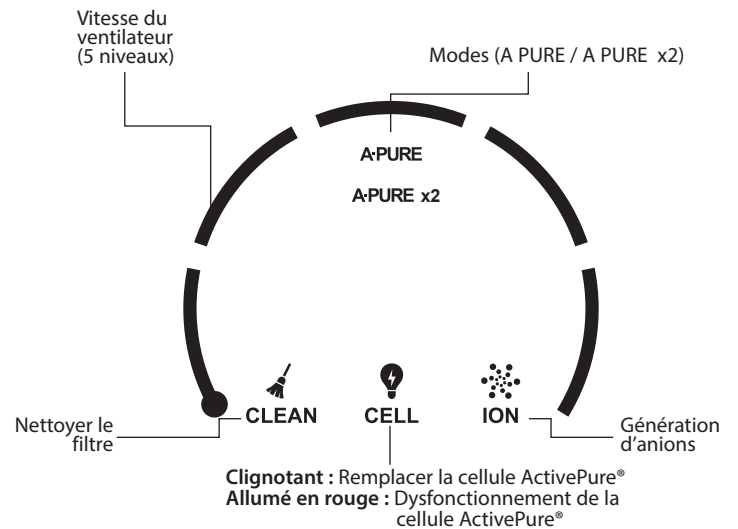 Vitesse du
ventilateur
(5 niveaux)
Modes (A PURE / A PURE x2)
A·PURE
A·PURE x2
CLEAN
CELL
ION
Nettoyer le
filtre
Génération
d'anions
Clignotant : Remplacer la cellule ActivePure®
Allumé en rouge : Dysfonctionnement de la
cellule ActivePure®